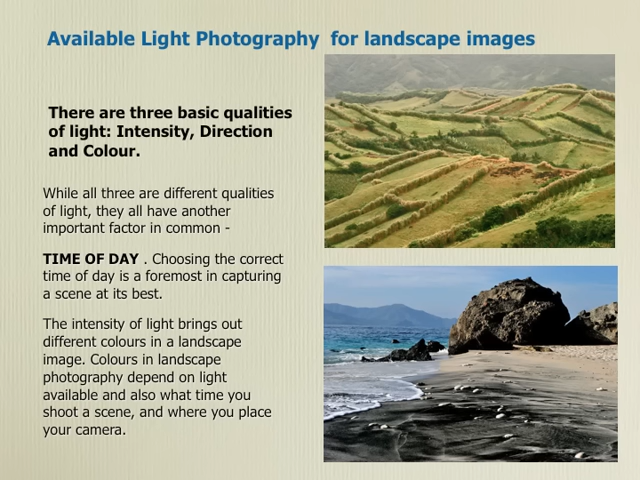 Available Light Photography  for landscape images
There are three basic qualities
of light: Intensity, Direction
and Colour.
While all three are different qualities
of light, they all have another
important factor in common -
TIME OF DAY . Choosing the correct
time of day is a foremost in capturing
a scene at its best.
The intensity of light brings out
different colours in a landscape
image. Colours in landscape
photography depend on light
available and also what time you
shoot a scene, and where you place
your camera.